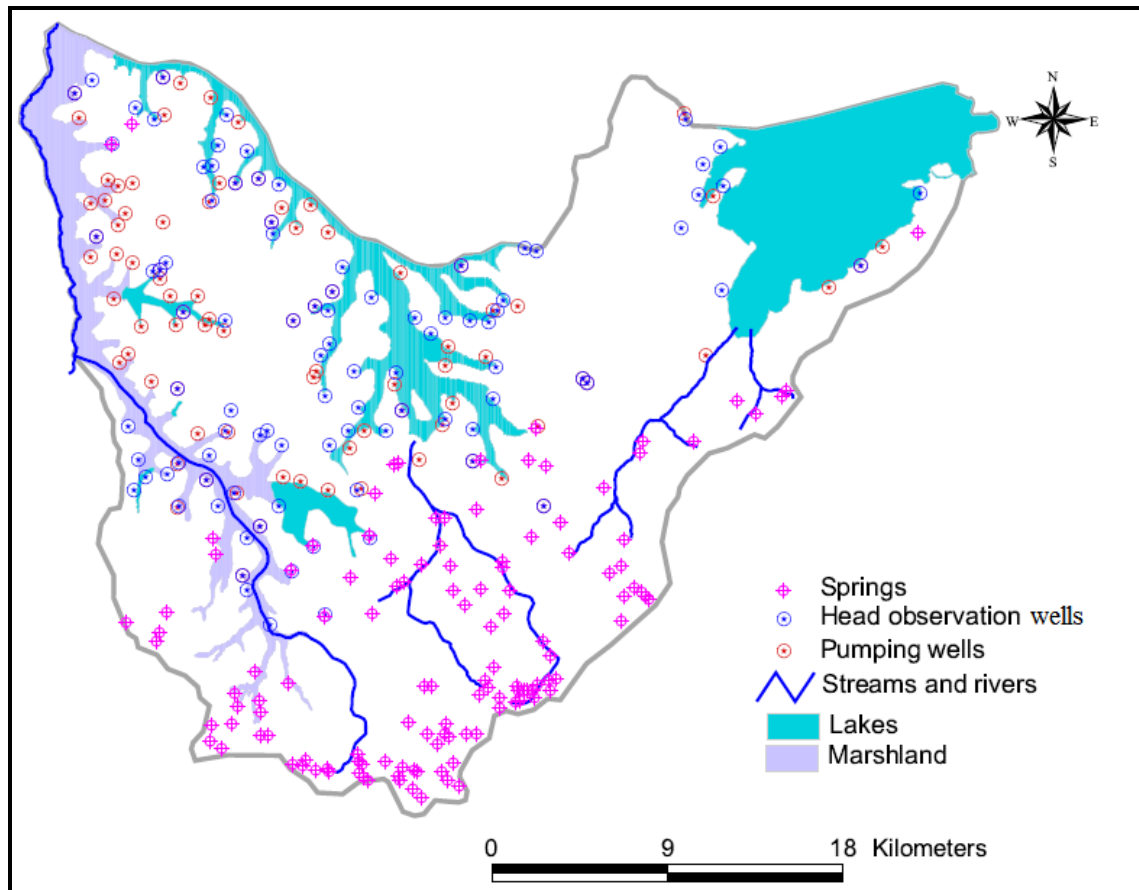 N
W E
S
Springs
Head observation wells
Pumping wells
Streams and rivers
Lakes
Marshland
0 9 18 Kilometers